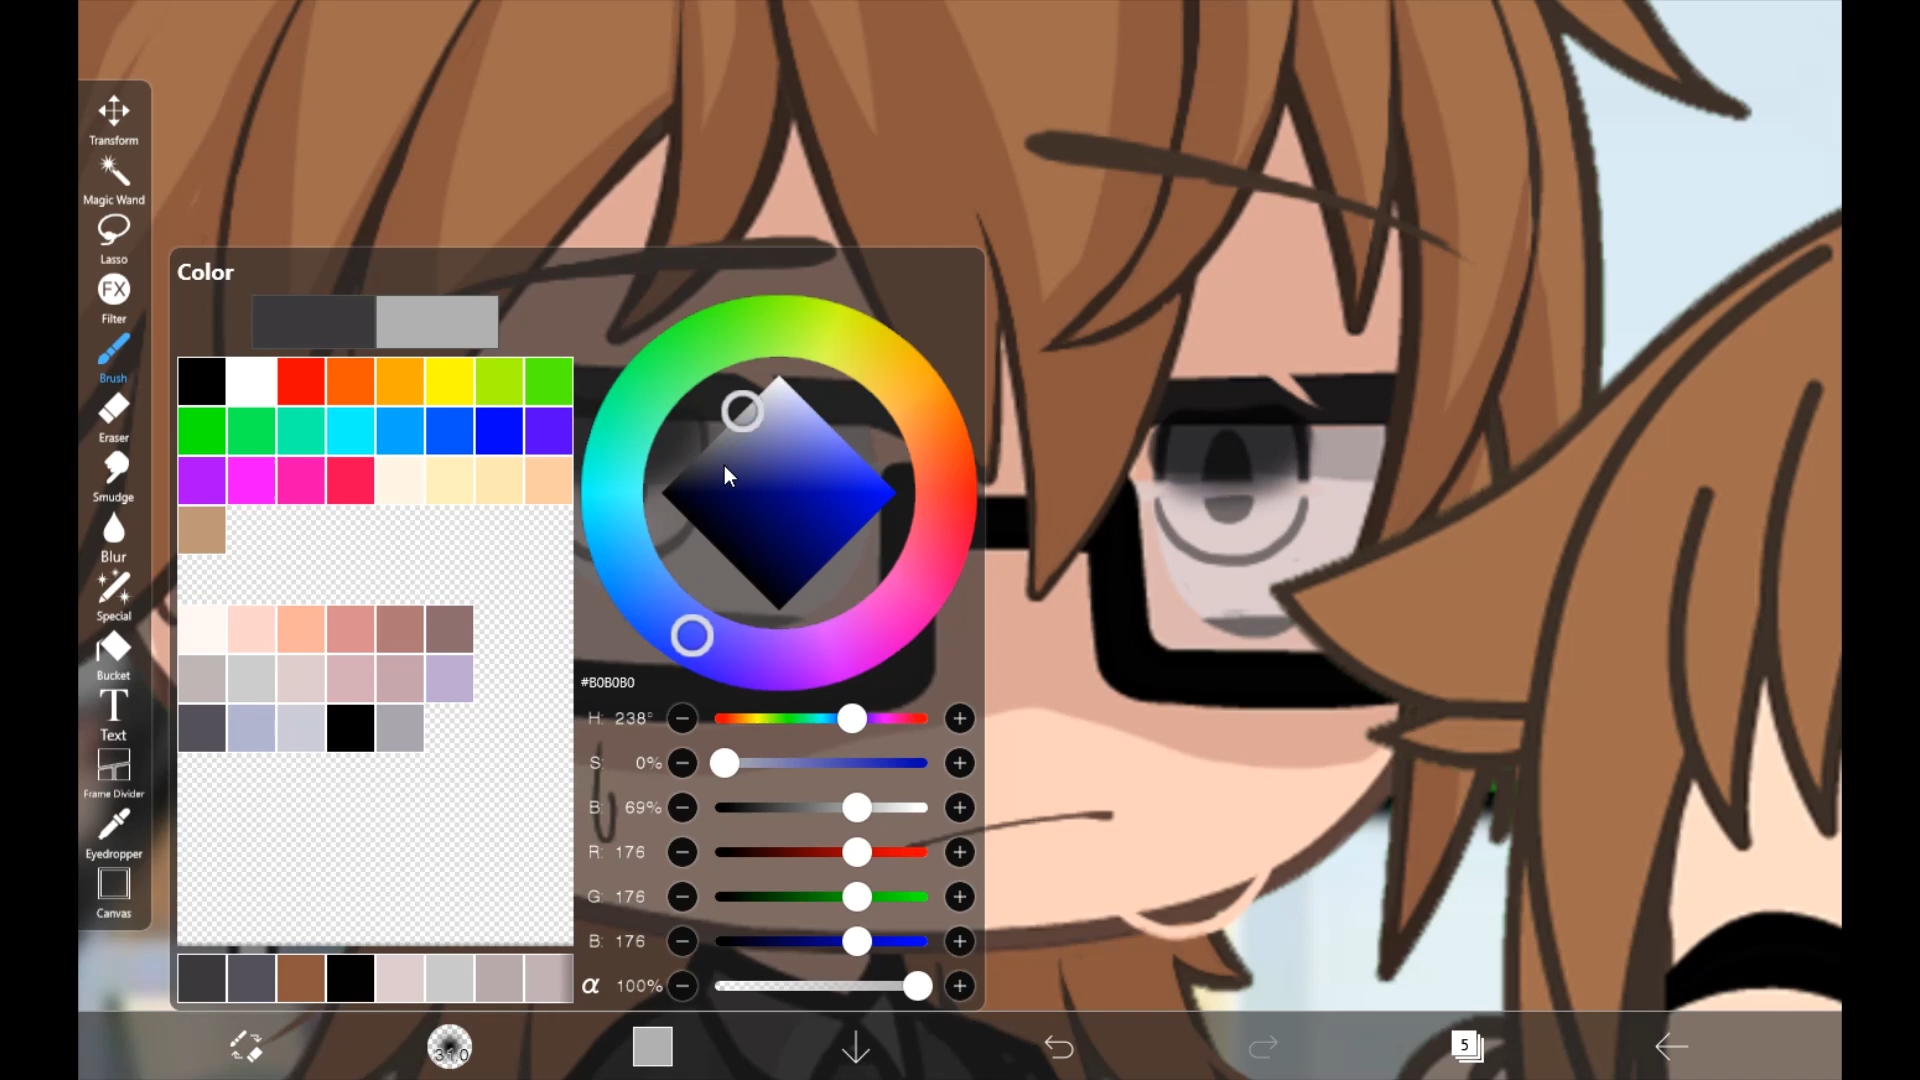 Transform
Magic Wand
Lasso
FX
Filter
Brush
Eraser
Smudge
Blur
Special
Bucket
T
Text
Frame Divider
Eyedropper
Canvas
Color
#B0B0B0
H: 238°
S: 0%
B: 69%
R: 176
G: 176
B: 176
α 100%
310
5